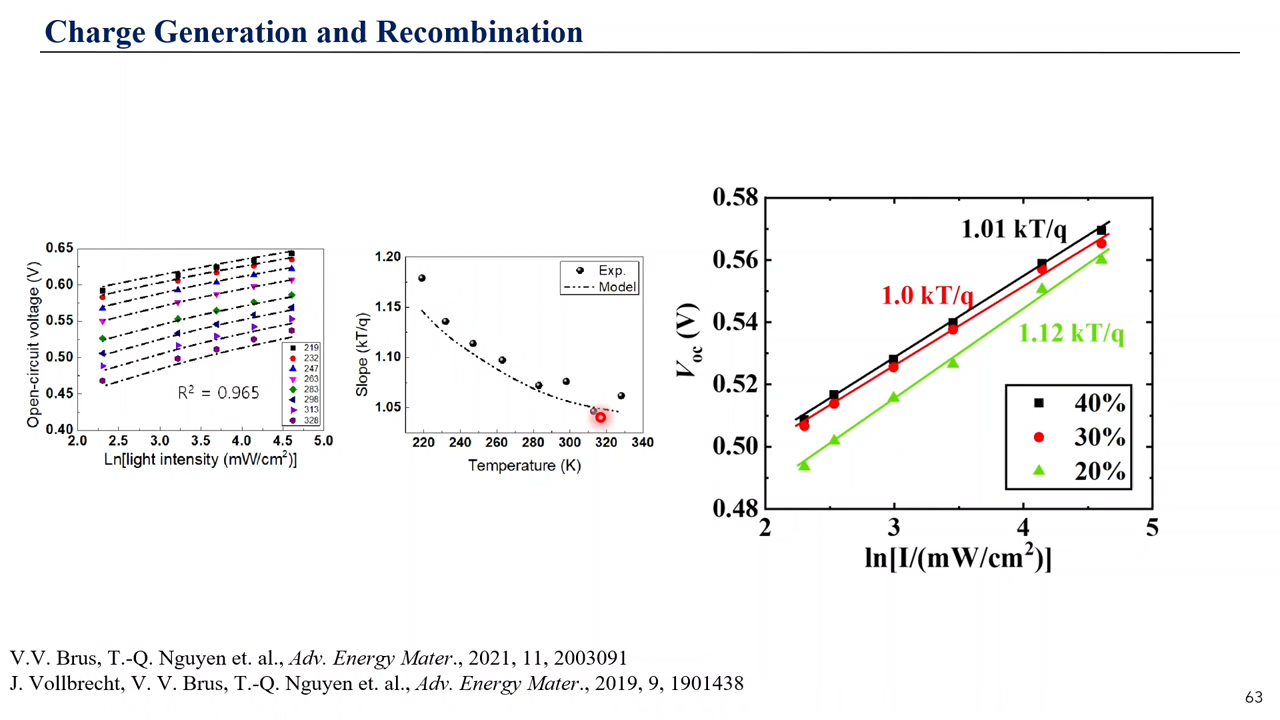 Charge Generation and Recombination
Open-circuit voltage (V)
0.65
0.60
0.55
0.50
0.45
0.40
2.0 2.5 3.0 3.5 4.0 4.5 5.0
Ln[light intensity (mW/cm²)]
R² = 0.965
219
232
247
263
283
298
313
328
Slope (kT/q)
1.20
1.15
1.10
1.05
220 240 260 280 300 320 340
Temperature (K)
Exp.
Model
Voc (V)
0.58
0.56
0.54
0.52
0.50
0.48
2 3 4 5
ln[I/(mW/cm²)]
1.01 kT/q
1.0 kT/q
1.12 kT/q
40%
30%
20%
V.V. Brus, T.-Q. Nguyen et. al., Adv. Energy Mater., 2021, 11, 2003091
J. Vollbrecht, V. V. Brus, T.-Q. Nguyen et. al., Adv. Energy Mater., 2019, 9, 1901438
63